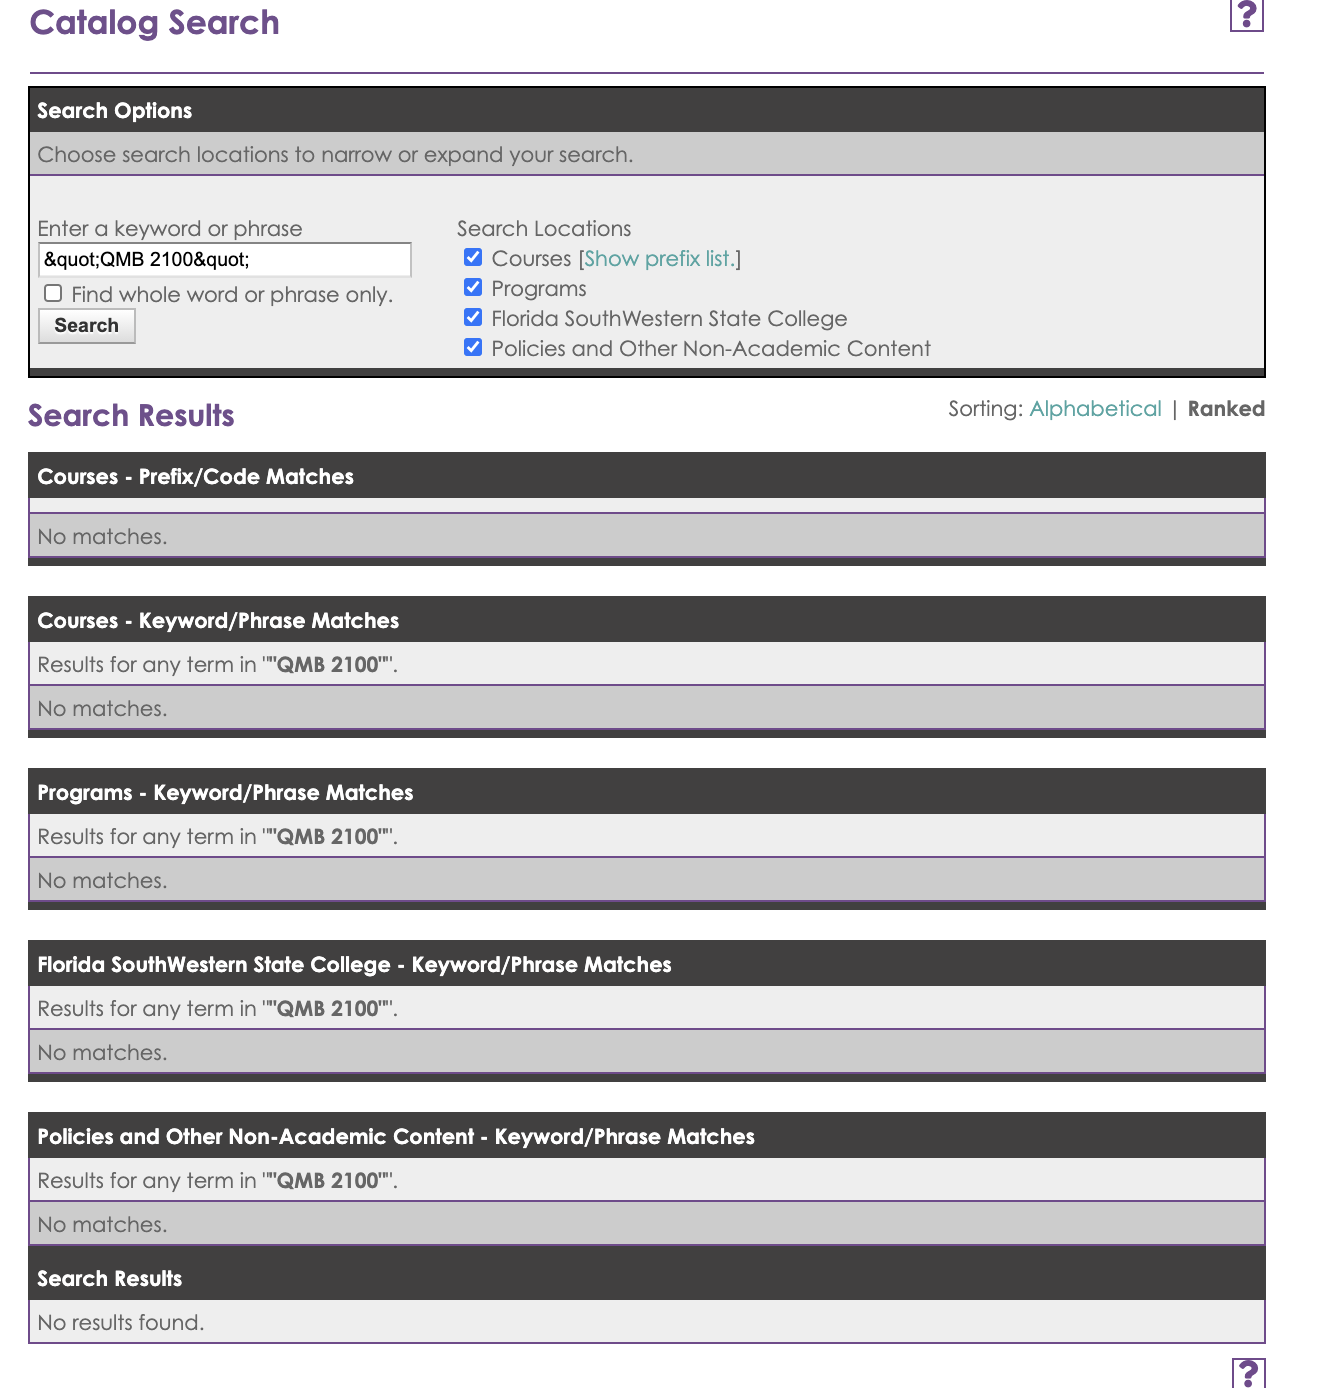 Catalog Search
?
Search Options
Choose search locations to narrow or expand your search.
Enter a keyword or phrase
&quot;QMB 2100&quot;
Find whole word or phrase only.
Search
Search Locations
Courses [Show prefix list.]
Programs
Florida SouthWestern State College
Policies and Other Non-Academic Content
Search Results
Sorting: Alphabetical | Ranked
Courses - Prefix/Code Matches
No matches.
Courses - Keyword/Phrase Matches
Results for any term in ""QMB 2100"".
No matches.
Programs - Keyword/Phrase Matches
Results for any term in ""QMB 2100"".
No matches.
Florida SouthWestern State College - Keyword/Phrase Matches
Results for any term in ""QMB 2100"".
No matches.
Policies and Other Non-Academic Content - Keyword/Phrase Matches
Results for any term in ""QMB 2100"".
No matches.
Search Results
No results found.
?